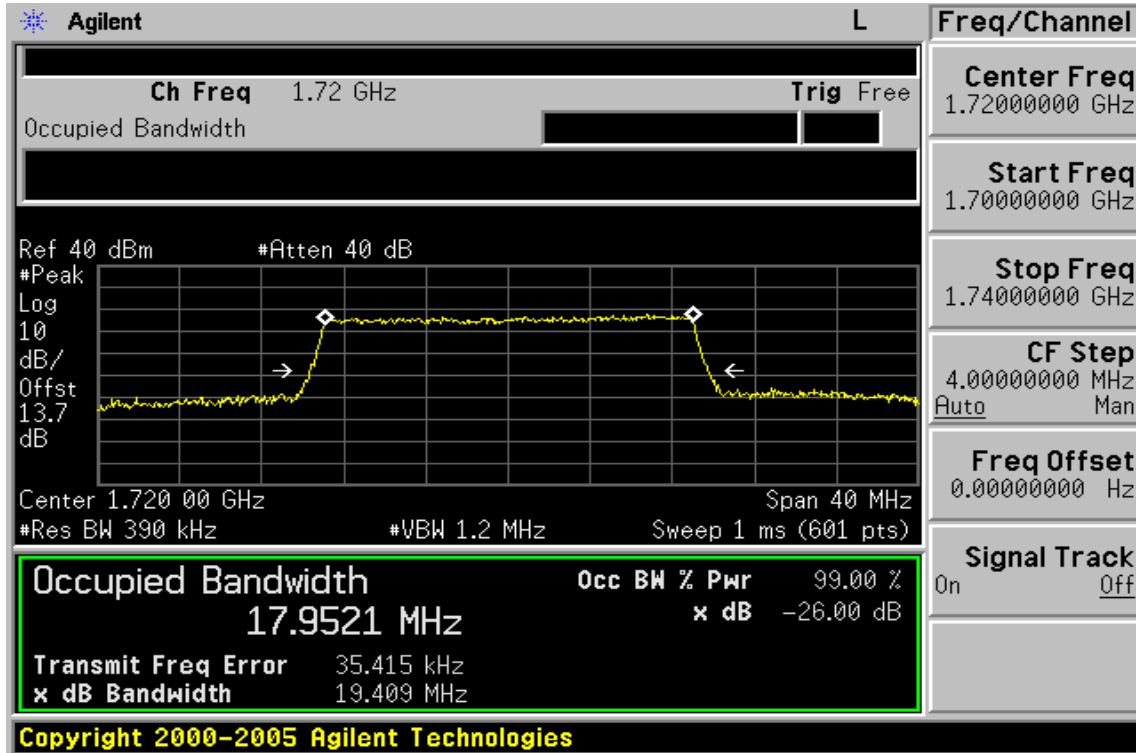 Agilent L Freq/Channel
Ch Freq 1.72 GHz Trig Free
Occupied Bandwidth
Center Freq
1.72000000 GHz
Start Freq
1.70000000 GHz
Stop Freq
1.74000000 GHz
CF Step
4.00000000 MHz
Auto Man
Freq Offset
0.00000000 Hz
Signal Track
On Off
Ref 40 dBm #Atten 40 dB
#Peak
Log
10
dB/
Offst
13.7
dB
Center 1.720 00 GHz Span 40 MHz
#Res BW 390 kHz #VBW 1.2 MHz Sweep 1 ms (601 pts)
Occupied Bandwidth
17.9521 MHz
Occ BW % Pwr 99.00 %
x dB -26.00 dB
Transmit Freq Error 35.415 kHz
x dB Bandwidth 19.409 MHz
Copyright 2000-2005 Agilent Technologies